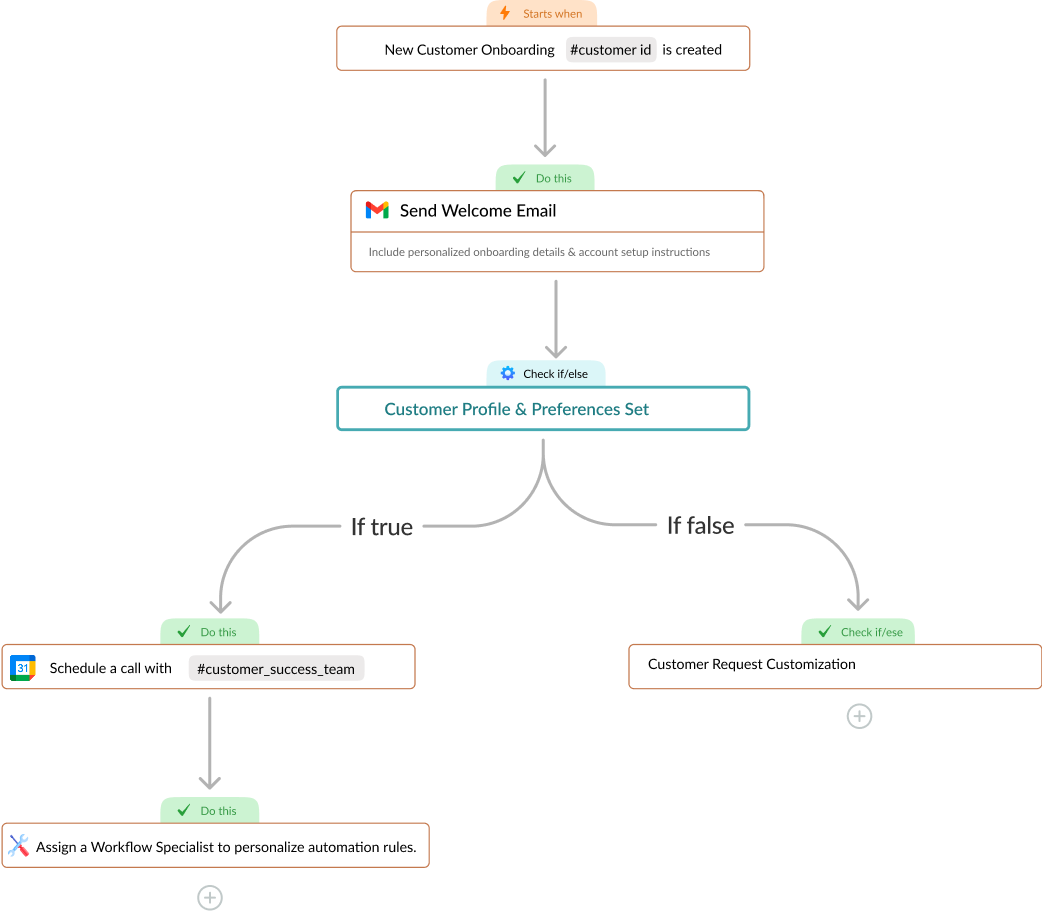 Starts when
New Customer Onboarding #customer id is created
Do this
Send Welcome Email
Include personalized onboarding details & account setup instructions
Check if/else
Customer Profile & Preferences Set
If true
If false
Do this
Check if/ese
31 Schedule a call with #customer_success_team
Customer Request Customization
Do this
Assign a Workflow Specialist to personalize automation rules.